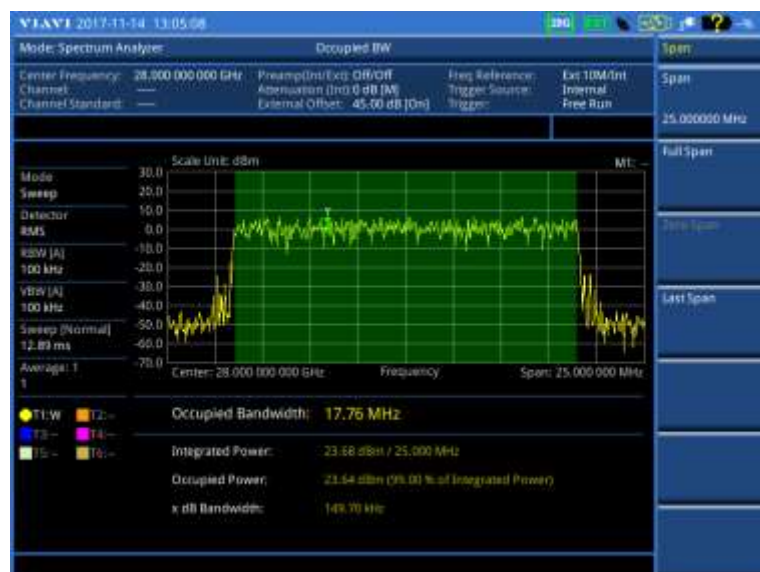 VIAVI 2017-11-14 13:05:08
Mode: Spectrum Analyzer Occupied BW
Span
Center Frequency: 28.000 000 000 GHz
Channel: ---
Channel Standard: ---
Preamp(Int/Ext): Off/Off
Attenuation (Int): 0 dB [M]
External Offset: 45.00 dB [On]
Freq Reference: Ext 10M/Int
Trigger Source: Internal
Trigger: Free Run
Span
25.000000 MHz
Full Span
Zero Span
Last Span
Scale Unit: dBm
M1: --
30.0
20.0
10.0
0.0
-10.0
-20.0
-30.0
-40.0
-50.0
-60.0
-70.0
Mode
Sweep
Detector
RMS
RBW [A]
100 kHz
VBW [A]
100 kHz
Sweep [Normal]
12.89 ms
Average: 1
1
Center: 28.000 000 000 GHz Frequency Span: 25.000 000 MHz
T1:W T2:--
T3:-- T4:--
T5:-- T6:--
Occupied Bandwidth: 17.76 MHz
Integrated Power: 23.68 dBm / 25.000 MHz
Occupied Power: 23.64 dBm (99.00 % of Integrated Power)
x dB Bandwidth: 149.70 kHz